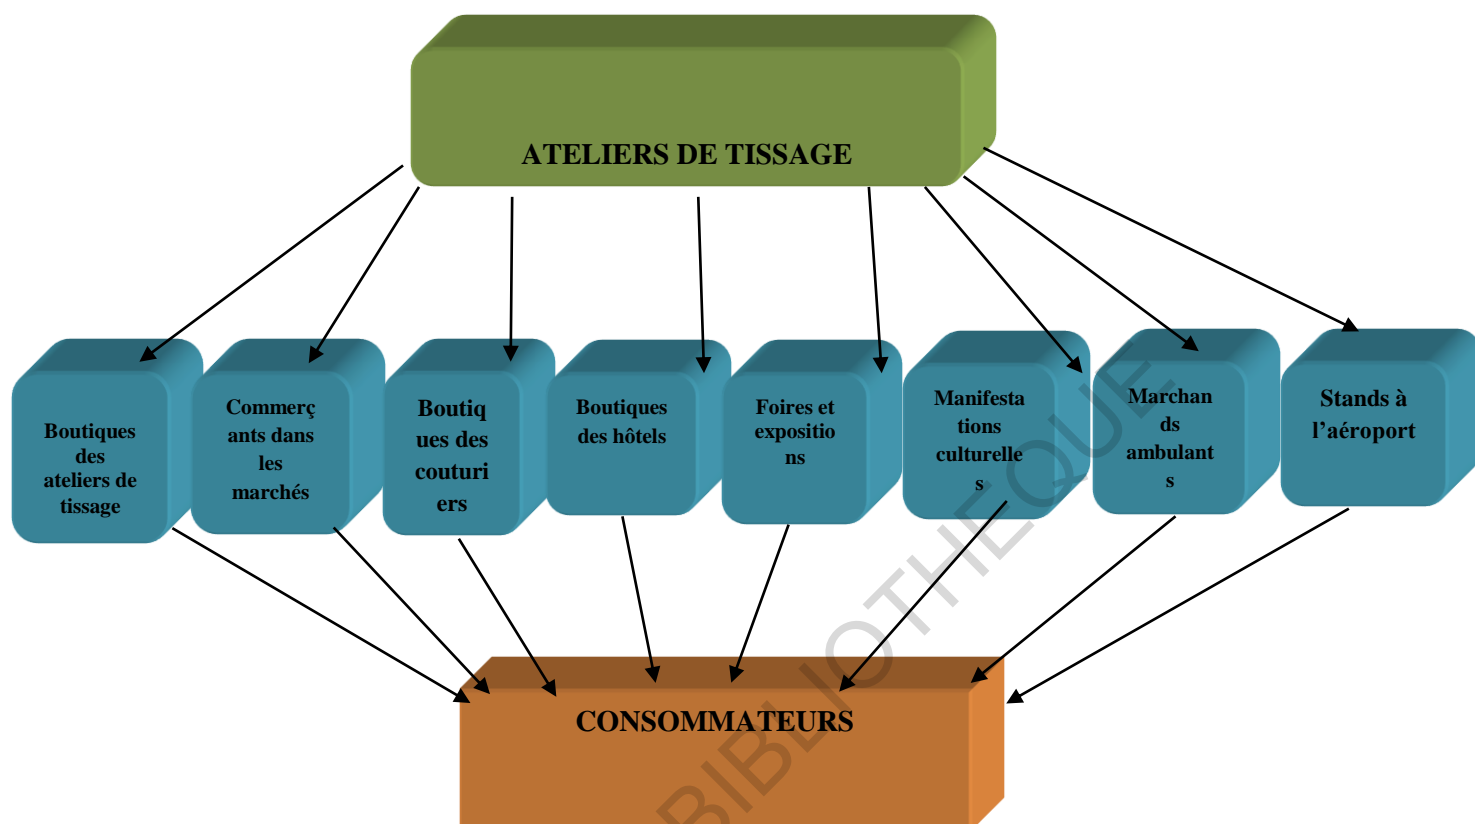 ATELIERS DE TISSAGE
Boutiques
des
ateliers de
tissage
Commerç
ants dans
les
marchés
Boutiq
ues des
couturi
ers
Boutiques
des hôtels
Foires et
expositio
ns
Manifesta
tions
culturelle
s
Marchan
ds
ambulant
s
Stands à
l’aéroport
CONSOMMATEURS
BIBLIOTHEQUE